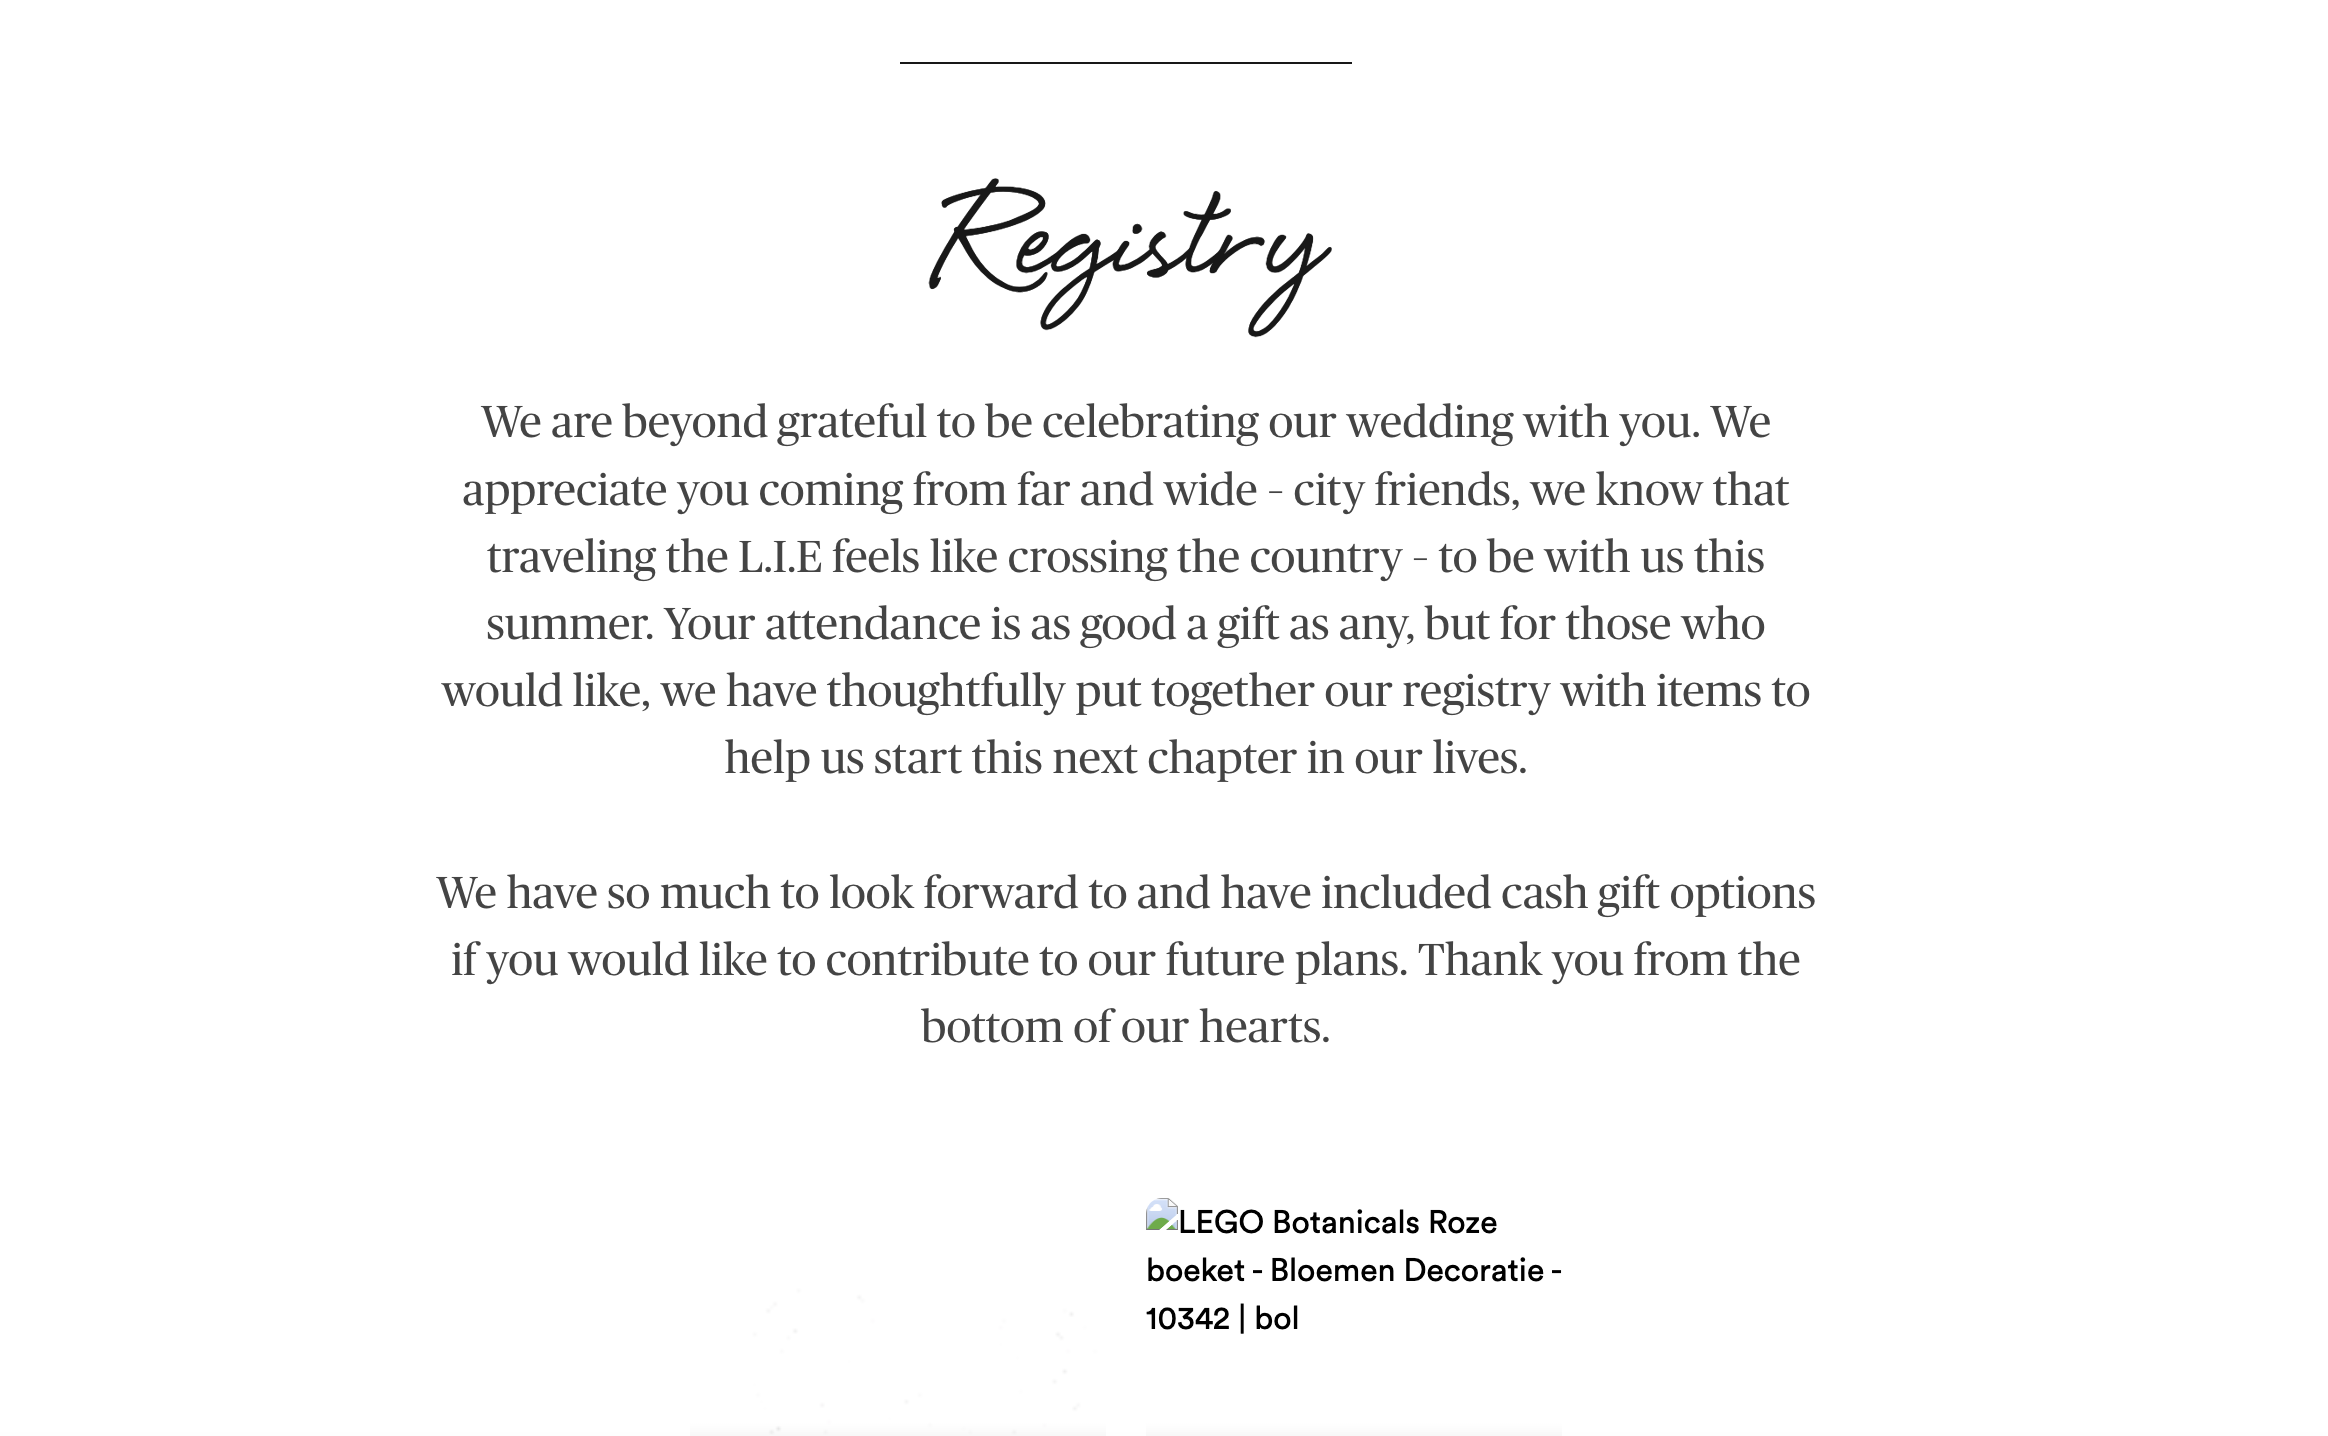 Registry
We are beyond grateful to be celebrating our wedding with you. We
appreciate you coming from far and wide - city friends, we know that
traveling the L.I.E feels like crossing the country - to be with us this
summer. Your attendance is as good a gift as any, but for those who
would like, we have thoughtfully put together our registry with items to
help us start this next chapter in our lives.
We have so much to look forward to and have included cash gift options
if you would like to contribute to our future plans. Thank you from the
bottom of our hearts.
LEGO Botanicals Roze
boeket - Bloemen Decoratie -
10342 | bol